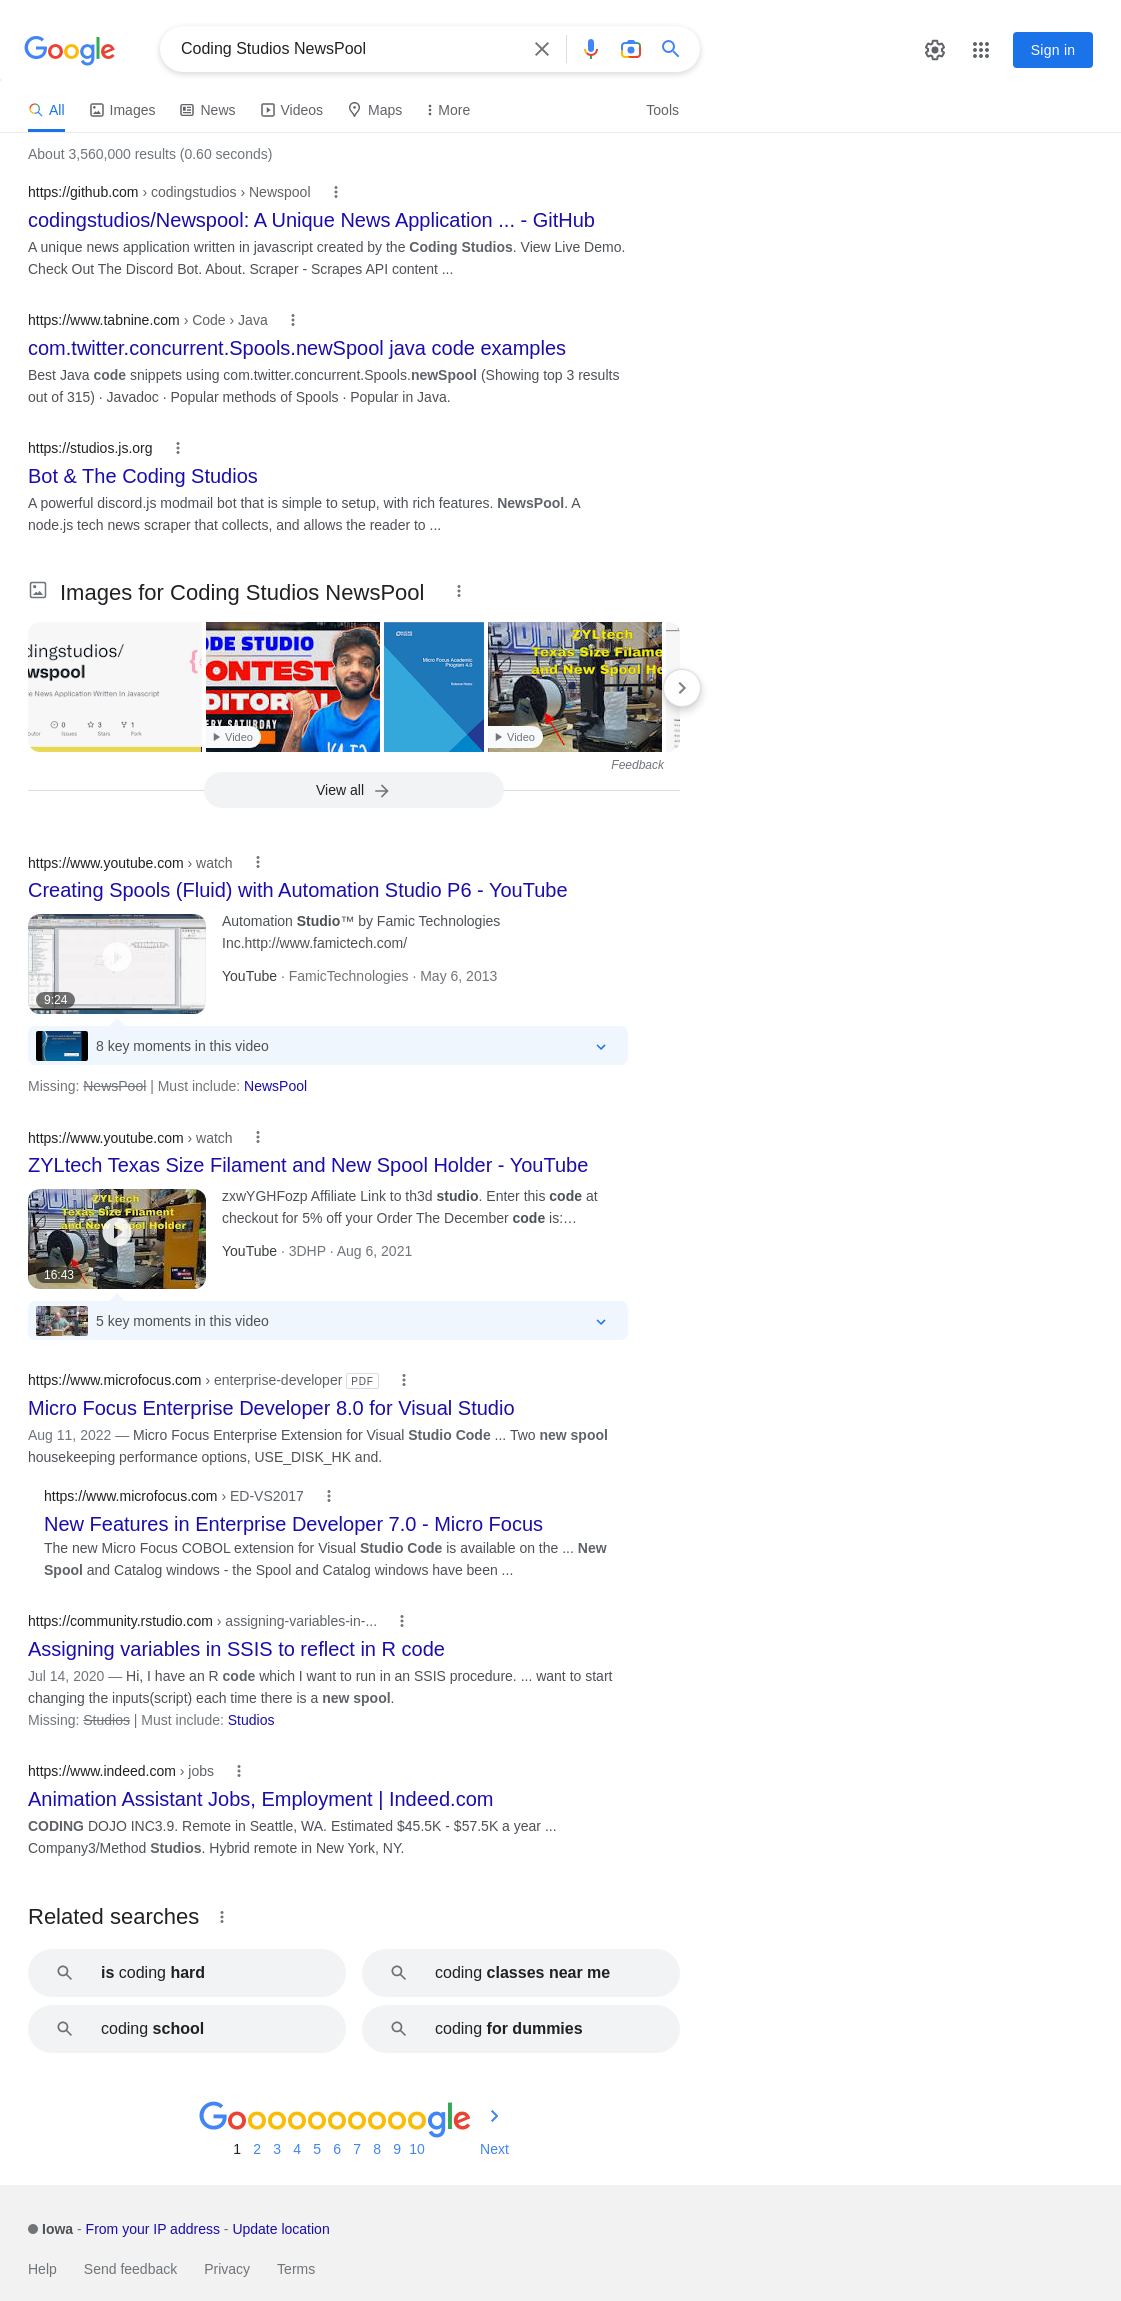 Google
Coding Studios NewsPool
Sign in
All
Images
News
Videos
Maps
More
Tools
About 3,560,000 results (0.60 seconds)
https://github.com › codingstudios › Newspool
codingstudios/Newspool: A Unique News Application ... - GitHub
A unique news application written in javascript created by the Coding Studios. View Live Demo.
Check Out The Discord Bot. About. Scraper - Scrapes API content ...
https://www.tabnine.com › Code › Java
com.twitter.concurrent.Spools.newSpool java code examples
Best Java code snippets using com.twitter.concurrent.Spools.newSpool (Showing top 3 results
out of 315) · Javadoc · Popular methods of Spools · Popular in Java.
https://studios.js.org
Bot & The Coding Studios
A powerful discord.js modmail bot that is simple to setup, with rich features. NewsPool. A
node.js tech news scraper that collects, and allows the reader to ...
Images for Coding Studios NewsPool
dingstudios/
wspool
e News Application Written In Javascript
0
3
1
Issues
Stars
Fork
ODE STUDIO
ONTEST
DITORIAL
ERY SATURDAY
Video
Micro Focus Academic
Program 4.0
Release Notes
ZYLtech
Texas Size Filame
and New Spool Ho
Video
Feedback
View all
https://www.youtube.com › watch
Creating Spools (Fluid) with Automation Studio P6 - YouTube
Automation Studio™ by Famic Technologies
Inc.http://www.famictech.com/
YouTube · FamicTechnologies · May 6, 2013
9:24
8 key moments in this video
Missing: NewsPool | Must include: NewsPool
https://www.youtube.com › watch
ZYLtech Texas Size Filament and New Spool Holder - YouTube
ZYLtech
Texas Size Filament
and New Spool Holder
16:43
zxwYGHFozp Affiliate Link to th3d studio. Enter this code at
checkout for 5% off your Order The December code is:…
YouTube · 3DHP · Aug 6, 2021
5 key moments in this video
https://www.microfocus.com › enterprise-developer PDF
Micro Focus Enterprise Developer 8.0 for Visual Studio
Aug 11, 2022 — Micro Focus Enterprise Extension for Visual Studio Code ... Two new spool
housekeeping performance options, USE_DISK_HK and.
https://www.microfocus.com › ED-VS2017
New Features in Enterprise Developer 7.0 - Micro Focus
The new Micro Focus COBOL extension for Visual Studio Code is available on the ... New
Spool and Catalog windows - the Spool and Catalog windows have been ...
https://community.rstudio.com › assigning-variables-in-...
Assigning variables in SSIS to reflect in R code
Jul 14, 2020 — Hi, I have an R code which I want to run in an SSIS procedure. ... want to start
changing the inputs(script) each time there is a new spool.
Missing: Studios | Must include: Studios
https://www.indeed.com › jobs
Animation Assistant Jobs, Employment | Indeed.com
CODING DOJO INC3.9. Remote in Seattle, WA. Estimated $45.5K - $57.5K a year ...
Company3/Method Studios. Hybrid remote in New York, NY.
Related searches
is coding hard
coding classes near me
coding school
coding for dummies
Goooooooooogle
1 2 3 4 5 6 7 8 9 10 Next
Iowa - From your IP address - Update location
Help Send feedback Privacy Terms